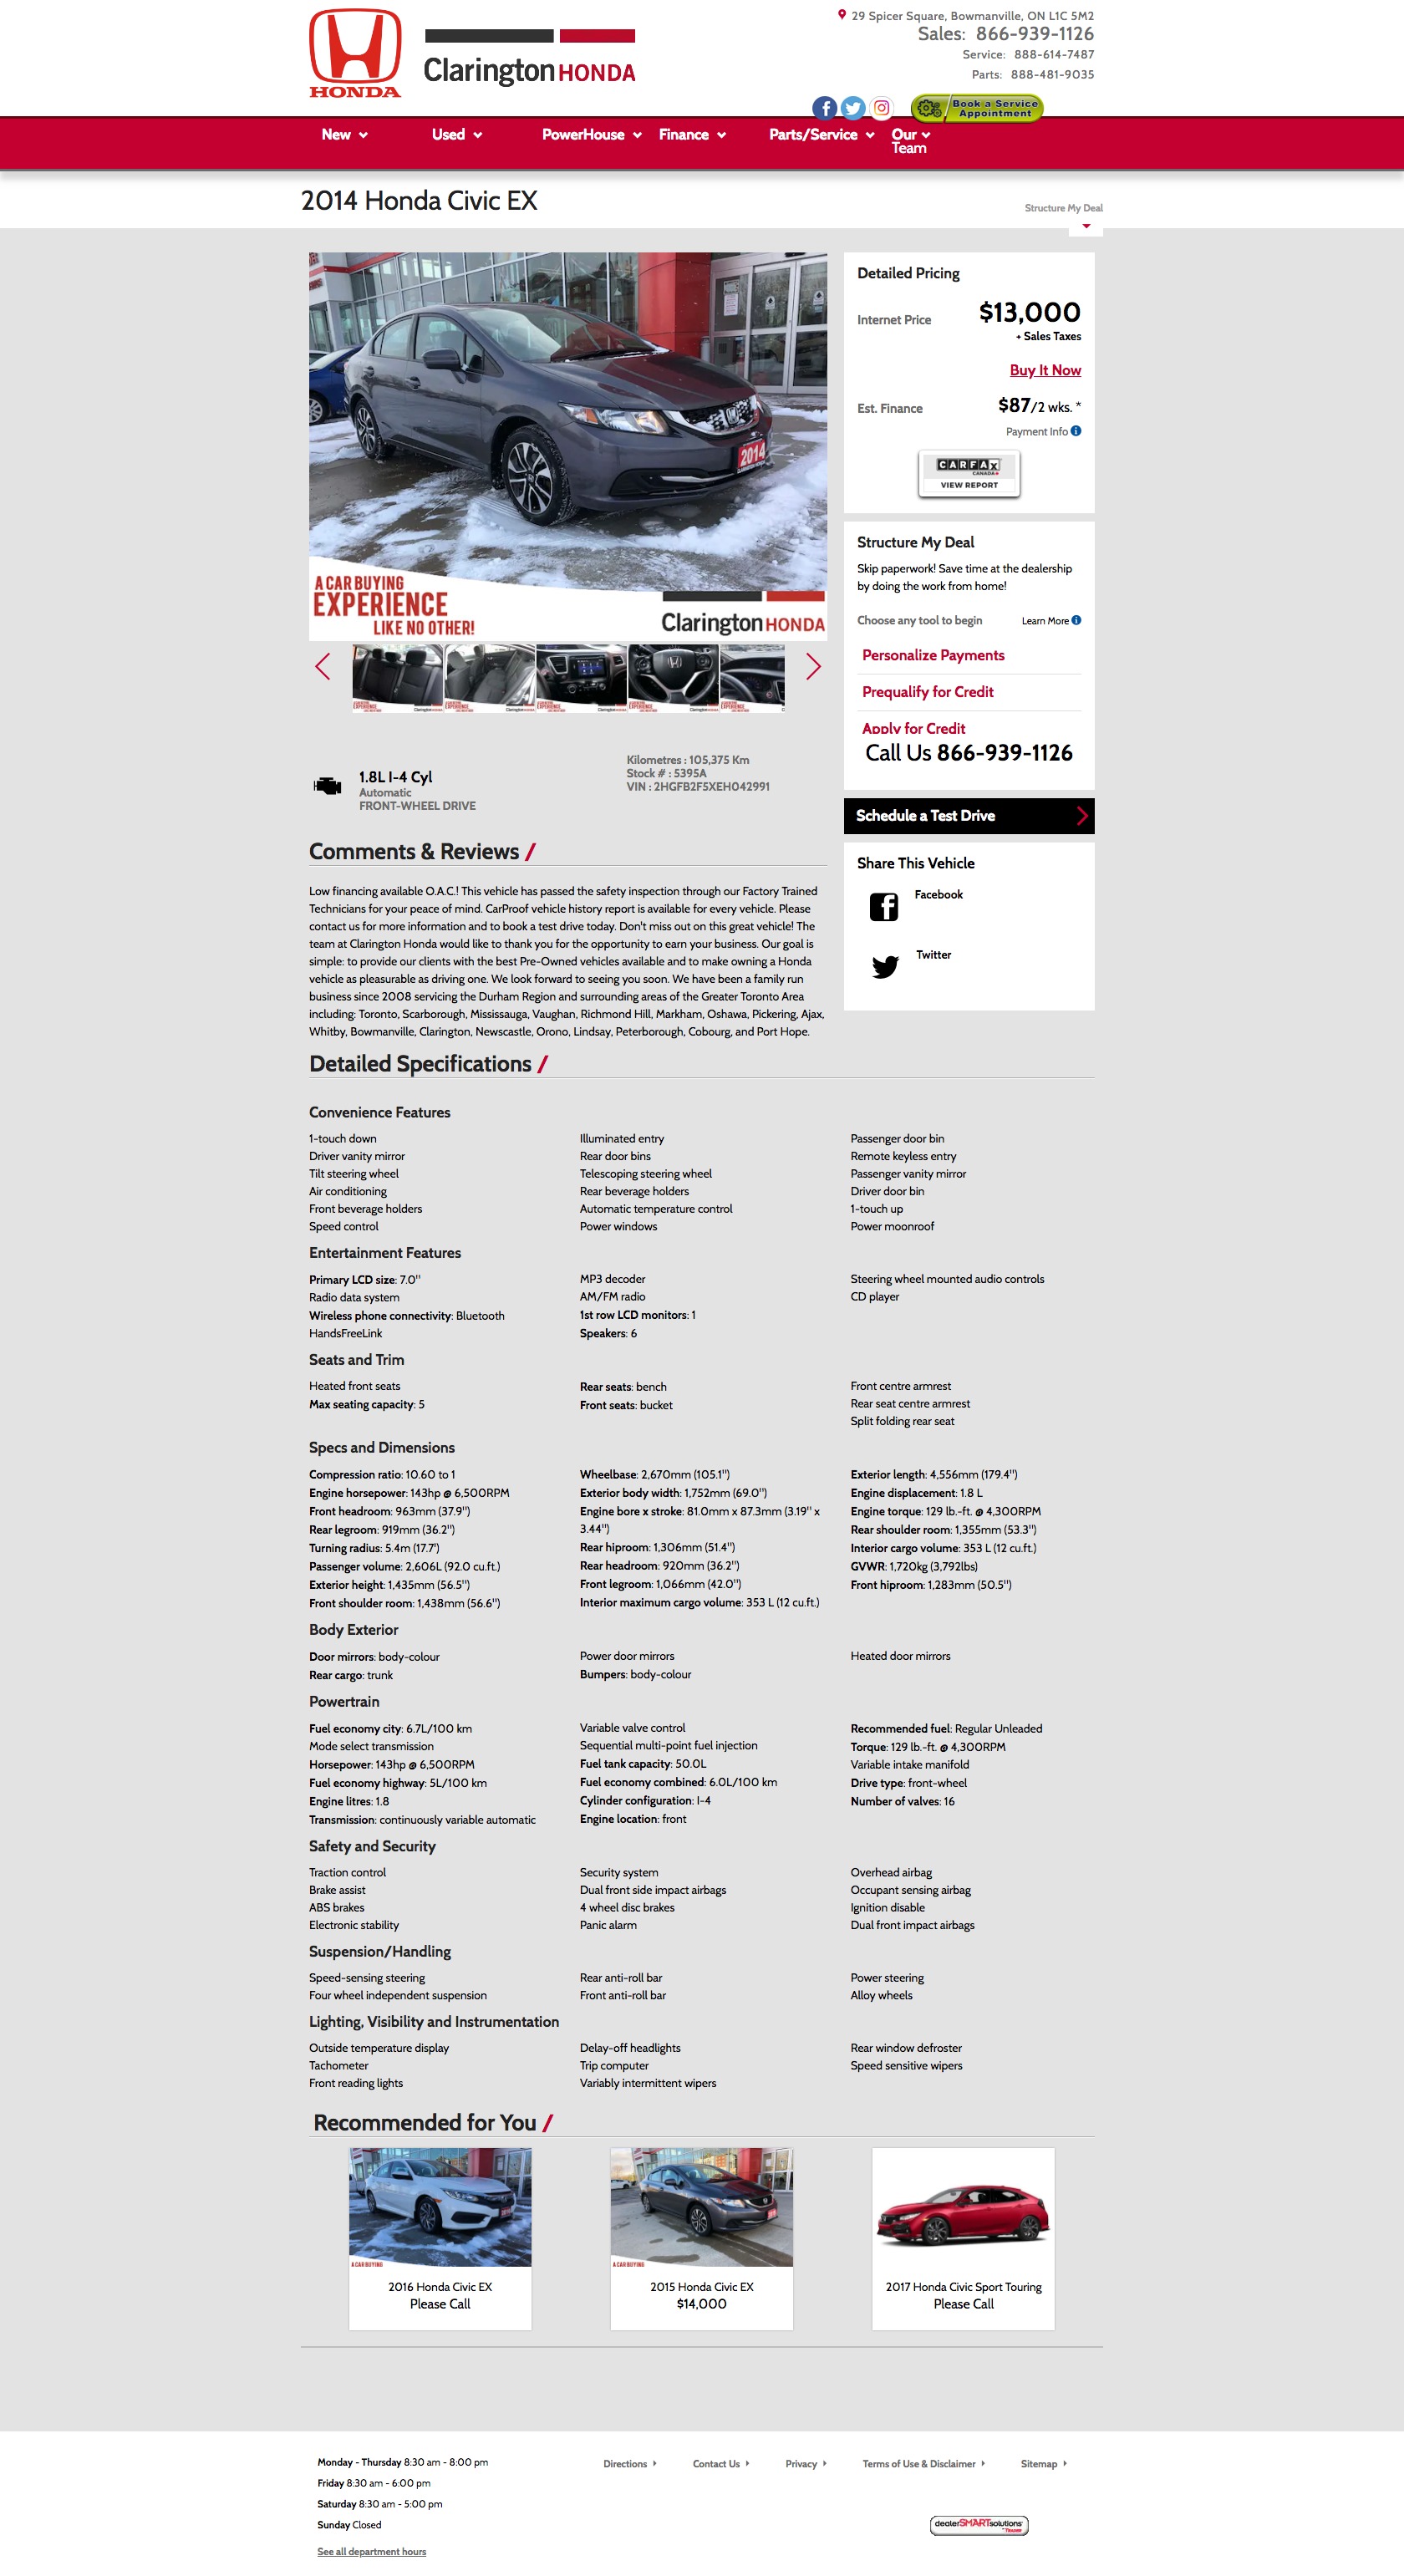 29 Spicer Square, Bowmanville, ON L1C 5M2
Sales: 866-939-1126
Service: 888-614-7487
Parts: 888-481-9035
HONDA
Clarington HONDA
Book a Service
Appointment
New
Used
PowerHouse
Finance
Parts/Service
Our
Team
2014 Honda Civic EX
Structure My Deal
2014
A CAR BUYING
EXPERIENCE
LIKE NO OTHER!
Clarington HONDA
Detailed Pricing
Internet Price
$13,000
+ Sales Taxes
Buy It Now
Est. Finance
$87/2 wks. *
Payment Info
CARFAX
CANADA
VIEW REPORT
Structure My Deal
Skip paperwork! Save time at the dealership
by doing the work from home!
Choose any tool to begin
Learn More
Personalize Payments
Prequalify for Credit
Apply for Credit
Call Us 866-939-1126
Schedule a Test Drive
Share This Vehicle
Facebook
Twitter
1.8L I-4 Cyl
Automatic
FRONT-WHEEL DRIVE
Kilometres : 105,375 Km
Stock # : 5395A
VIN : 2HGFB2F5XEH042991
Comments & Reviews /
Low financing available O.A.C.! This vehicle has passed the safety inspection through our Factory Trained
Technicians for your peace of mind. CarProof vehicle history report is available for every vehicle. Please
contact us for more information and to book a test drive today. Don't miss out on this great vehicle! The
team at Clarington Honda would like to thank you for the opportunity to earn your business. Our goal is
simple: to provide our clients with the best Pre-Owned vehicles available and to make owning a Honda
vehicle as pleasurable as driving one. We look forward to seeing you soon. We have been a family run
business since 2008 servicing the Durham Region and surrounding areas of the Greater Toronto Area
including: Toronto, Scarborough, Mississauga, Vaughan, Richmond Hill, Markham, Oshawa, Pickering, Ajax,
Whitby, Bowmanville, Clarington, Newcastle, Orono, Lindsay, Peterborough, Cobourg, and Port Hope.
Detailed Specifications /
Convenience Features
1-touch down
Driver vanity mirror
Tilt steering wheel
Air conditioning
Front beverage holders
Speed control
Illuminated entry
Rear door bins
Telescoping steering wheel
Rear beverage holders
Automatic temperature control
Power windows
Passenger door bin
Remote keyless entry
Passenger vanity mirror
Driver door bin
1-touch up
Power moonroof
Entertainment Features
Primary LCD size: 7.0"
Radio data system
Wireless phone connectivity: Bluetooth
HandsFreeLink
MP3 decoder
AM/FM radio
1st row LCD monitors: 1
Speakers: 6
Steering wheel mounted audio controls
CD player
Seats and Trim
Heated front seats
Max seating capacity: 5
Rear seats: bench
Front seats: bucket
Front centre armrest
Rear seat centre armrest
Split folding rear seat
Specs and Dimensions
Compression ratio: 10.60 to 1
Engine horsepower: 143hp @ 6,500RPM
Front headroom: 963mm (37.9")
Rear legroom: 919mm (36.2")
Turning radius: 5.4m (17.7')
Passenger volume: 2,606L (92.0 cu.ft.)
Exterior height: 1,435mm (56.5")
Front shoulder room: 1,438mm (56.6")
Wheelbase: 2,670mm (105.1")
Exterior body width: 1,752mm (69.0")
Engine bore x stroke: 81.0mm x 87.3mm (3.19" x
3.44")
Rear hiproom: 1,306mm (51.4")
Rear headroom: 920mm (36.2")
Front legroom: 1,066mm (42.0")
Interior maximum cargo volume: 353 L (12 cu.ft.)
Exterior length: 4,556mm (179.4")
Engine displacement: 1.8 L
Engine torque: 129 lb.-ft. @ 4,300RPM
Rear shoulder room: 1,355mm (53.3")
Interior cargo volume: 353 L (12 cu.ft.)
GVWR: 1,720kg (3,792lbs)
Front hiproom: 1,283mm (50.5")
Body Exterior
Door mirrors: body-colour
Rear cargo: trunk
Power door mirrors
Bumpers: body-colour
Heated door mirrors
Powertrain
Fuel economy city: 6.7L/100 km
Mode select transmission
Horsepower: 143hp @ 6,500RPM
Fuel economy highway: 5L/100 km
Engine litres: 1.8
Transmission: continuously variable automatic
Variable valve control
Sequential multi-point fuel injection
Fuel tank capacity: 50.0L
Fuel economy combined: 6.0L/100 km
Cylinder configuration: I-4
Engine location: front
Recommended fuel: Regular Unleaded
Torque: 129 lb.-ft. @ 4,300RPM
Variable intake manifold
Drive type: front-wheel
Number of valves: 16
Safety and Security
Traction control
Brake assist
ABS brakes
Electronic stability
Security system
Dual front side impact airbags
4 wheel disc brakes
Panic alarm
Overhead airbag
Occupant sensing airbag
Ignition disable
Dual front impact airbags
Suspension/Handling
Speed-sensing steering
Four wheel independent suspension
Rear anti-roll bar
Front anti-roll bar
Power steering
Alloy wheels
Lighting, Visibility and Instrumentation
Outside temperature display
Tachometer
Front reading lights
Delay-off headlights
Trip computer
Variably intermittent wipers
Rear window defroster
Speed sensitive wipers
Recommended for You /
A CAR BUYING
2016 Honda Civic EX
Please Call
A CAR BUYING
2015 Honda Civic EX
$14,000
2017 Honda Civic Sport Touring
Please Call
Monday - Thursday 8:30 am - 8:00 pm
Friday 8:30 am - 6:00 pm
Saturday 8:30 am - 5:00 pm
Sunday Closed
See all department hours
Directions
Contact Us
Privacy
Terms of Use & Disclaimer
Sitemap
dealerSMARTsolutions